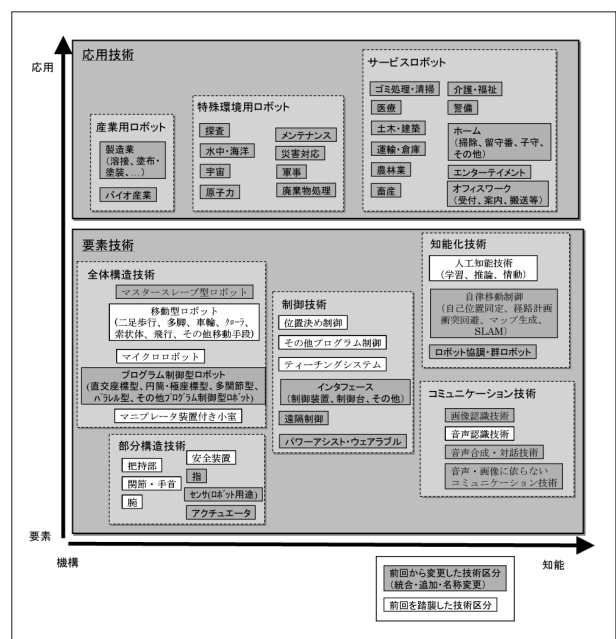 応用
応用技術
産業用ロボット
製造業
(溶接、塗布・
塗装、…)
バイオ産業
特殊環境用ロボット
探査
水中・海洋
宇宙
原子力
メンテナンス
災害対応
軍事
廃棄物処理
サービスロボット
ゴミ処理・清掃
医療
土木・建築
運輸・倉庫
農林業
畜産
介護・福祉
警備
ホーム
(掃除、留守番、子守、
その他)
エンターテイメント
オフィスワーク
(受付、案内、搬送等)
要素技術
全体構造技術
マスタースレーブ型ロボット
移動型ロボット
(二足歩行、多脚、車輪、クローラ、
索状体、飛行、その他移動手段)
マイクロロボット
プログラム制御型ロボット
(直交座標型、円筒・極座標型、多関節型、
パラレル型、その他プログラム制御型ロボット)
マニプレータ装置付き小室
部分構造技術
把持部
関節・手首
腕
安全装置
指
センサ(ロボット用途)
アクチュエータ
制御技術
位置決め制御
その他プログラム制御
ティーチングシステム
インタフェース
(制御装置、制御台、その他)
遠隔制御
パワーアシスト・ウェアラブル
知能化技術
人工知能技術
(学習、推論、情動)
自律移動制御
(自己位置同定、経路計画
衝突回避、マップ生成、
SLAM)
ロボット協調・群ロボット
コミュニケーション技術
画像認識技術
音声認識技術
音声合成・対話技術
音声・画像に依らない
コミュニケーション技術
要素
機構
知能
前回から変更した技術区分
(統合・追加・名称変更)
前回を踏襲した技術区分